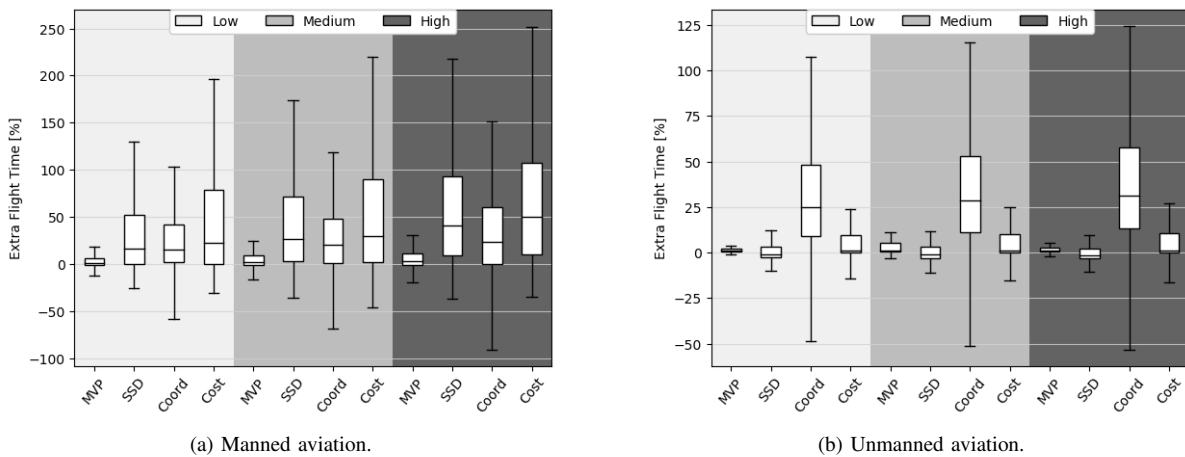 Low Medium High
Extra Flight Time [%]
250
200
150
100
50
0
−50
−100
MVP SSD Coord Cost MVP SSD Coord Cost MVP SSD Coord Cost
(a) Manned aviation.
Low Medium High
Extra Flight Time [%]
125
100
75
50
25
0
−25
−50
MVP SSD Coord Cost MVP SSD Coord Cost MVP SSD Coord Cost
(b) Unmanned aviation.